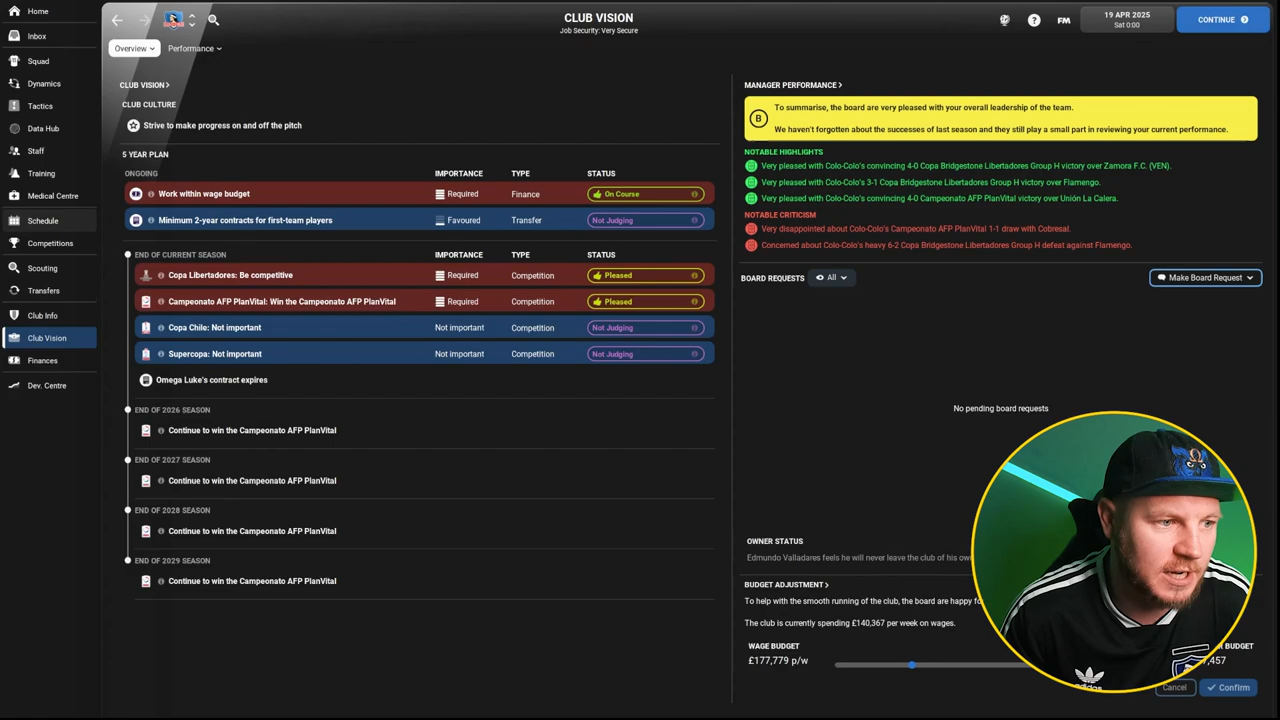 Home
Inbox
Squad
Dynamics
Tactics
Data Hub
Staff
Training
Medical Centre
Schedule
Competitions
Scouting
Transfers
Club Info
Club Vision
Finances
Dev. Centre
CLUB VISION
Job Security: Very Secure
FM
19 APR 2025
Sat 0:00
CONTINUE
Overview
Performance
CLUB VISION
CLUB CULTURE
Strive to make progress on and off the pitch
5 YEAR PLAN
ONGOING IMPORTANCE TYPE STATUS
Work within wage budget Required Finance On Course
Minimum 2-year contracts for first-team players Favoured Transfer Not Judging
END OF CURRENT SEASON IMPORTANCE TYPE STATUS
Copa Libertadores: Be competitive Required Competition Pleased
Campeonato AFP PlanVital: Win the Campeonato AFP PlanVital Required Competition Pleased
Copa Chile: Not important Not important Competition Not Judging
Supercopa: Not important Not important Competition Not Judging
Omega Luke's contract expires
END OF 2026 SEASON
Continue to win the Campeonato AFP PlanVital
END OF 2027 SEASON
Continue to win the Campeonato AFP PlanVital
END OF 2028 SEASON
Continue to win the Campeonato AFP PlanVital
END OF 2029 SEASON
Continue to win the Campeonato AFP PlanVital
MANAGER PERFORMANCE
B
To summarise, the board are very pleased with your overall leadership of the team.
We haven't forgotten about the successes of last season and they still play a small part in reviewing your current performance.
NOTABLE HIGHLIGHTS
Very pleased with Colo-Colo's convincing 4-0 Copa Bridgestone Libertadores Group H victory over Zamora F.C. (VEN).
Very pleased with Colo-Colo's 3-1 Copa Bridgestone Libertadores Group H victory over Flamengo.
Very pleased with Colo-Colo's convincing 4-0 Campeonato AFP PlanVital victory over Unión La Calera.
NOTABLE CRITICISM
Very disappointed about Colo-Colo's Campeonato AFP PlanVital 1-1 draw with Cobresal.
Concerned about Colo-Colo's heavy 6-2 Copa Bridgestone Libertadores Group H defeat against Flamengo.
BOARD REQUESTS All Make Board Request
No pending board requests
OWNER STATUS
Edmundo Valladares feels he will never leave the club of his
BUDGET ADJUSTMENT
To help with the smooth running of the club, the board are happy
The club is currently spending £140,367 per week on wages.
WAGE BUDGET BUDGET
£177,779 p/w 7,457
Cancel Confirm
adidas